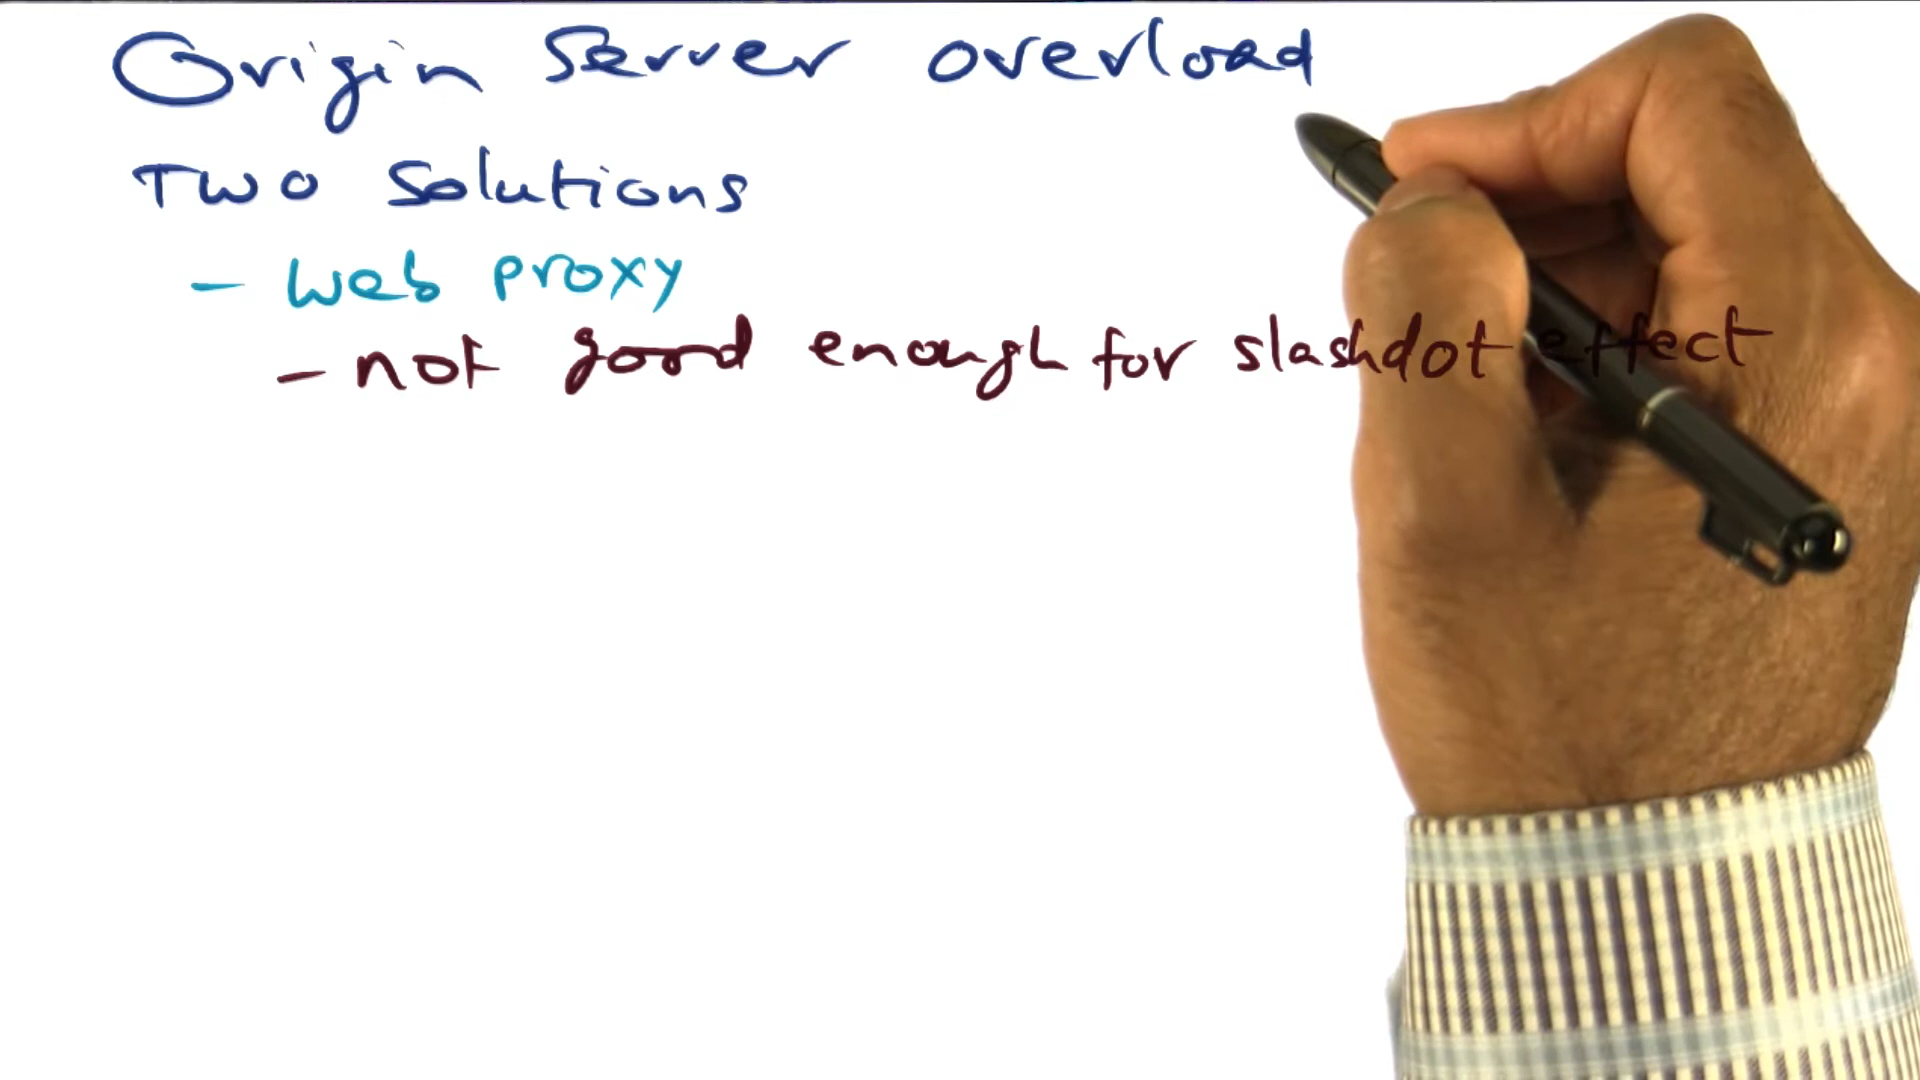 Origin Server overload
Two Solutions
- Web proxy
- not good enough for slashdot effect